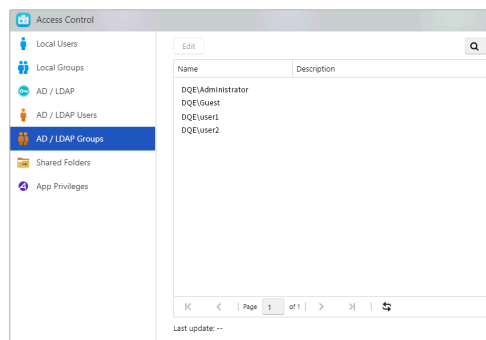 Access Control
Local Users
Local Groups
AD / LDAP
AD / LDAP Users
AD / LDAP Groups
Shared Folders
App Privileges
Edit
Name Description
DQE\Administrator
DQE\Guest
DQE\user1
DQE\user2
Page 1 of 1
Last update: --